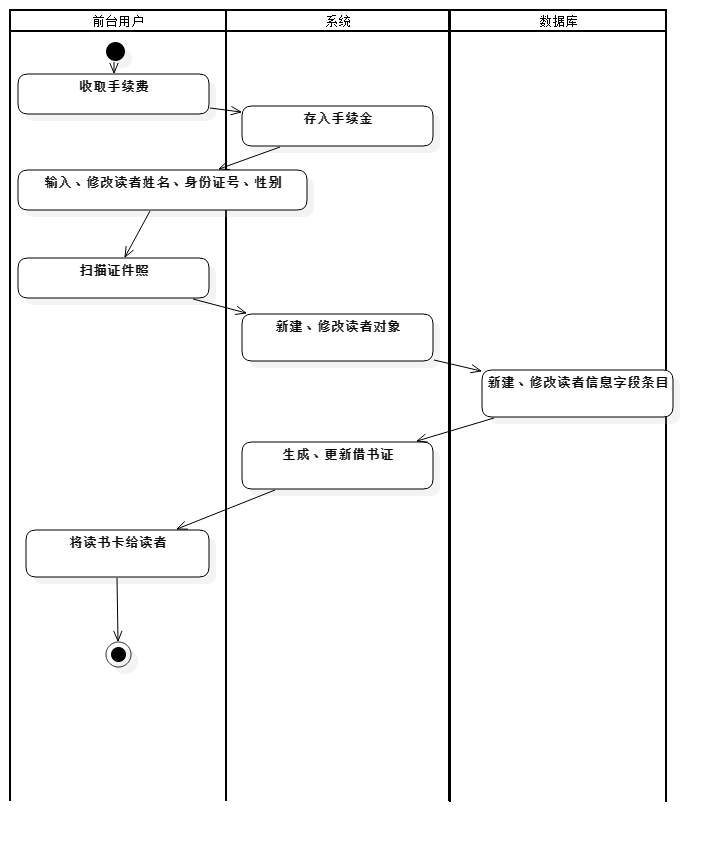 前台用户
系统
数据库
收取手续费
存入手续金
输入、修改读者姓名、身份证号、性别
扫描证件照
新建、修改读者对象
新建、修改读者信息字段条目
生成、更新借书证
将读书卡给读者